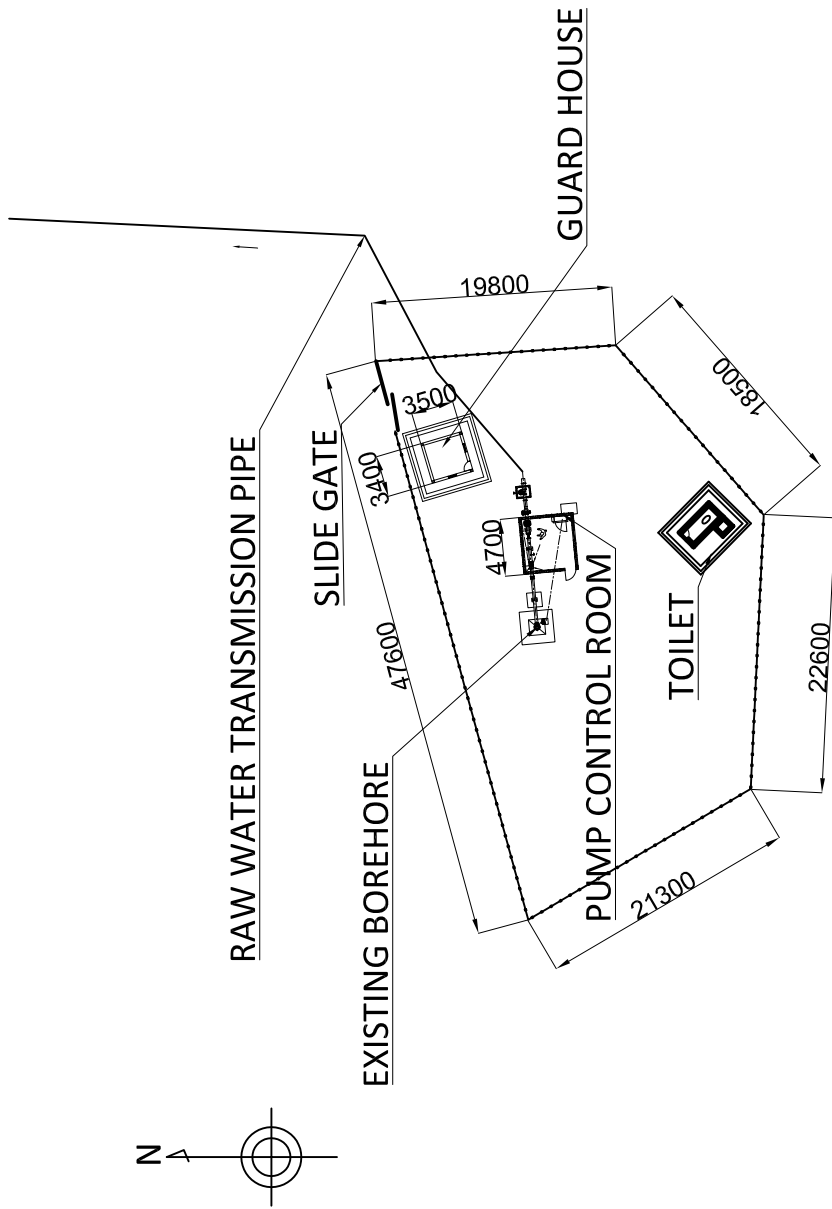 GUARD HOUSE
19800
18500
3500
3400
SLIDE GATE
RAW WATER TRANSMISSION PIPE
4700
47600
TOILET
22600
PUMP CONTROL ROOM
21300
EXISTING BOREHORE
N